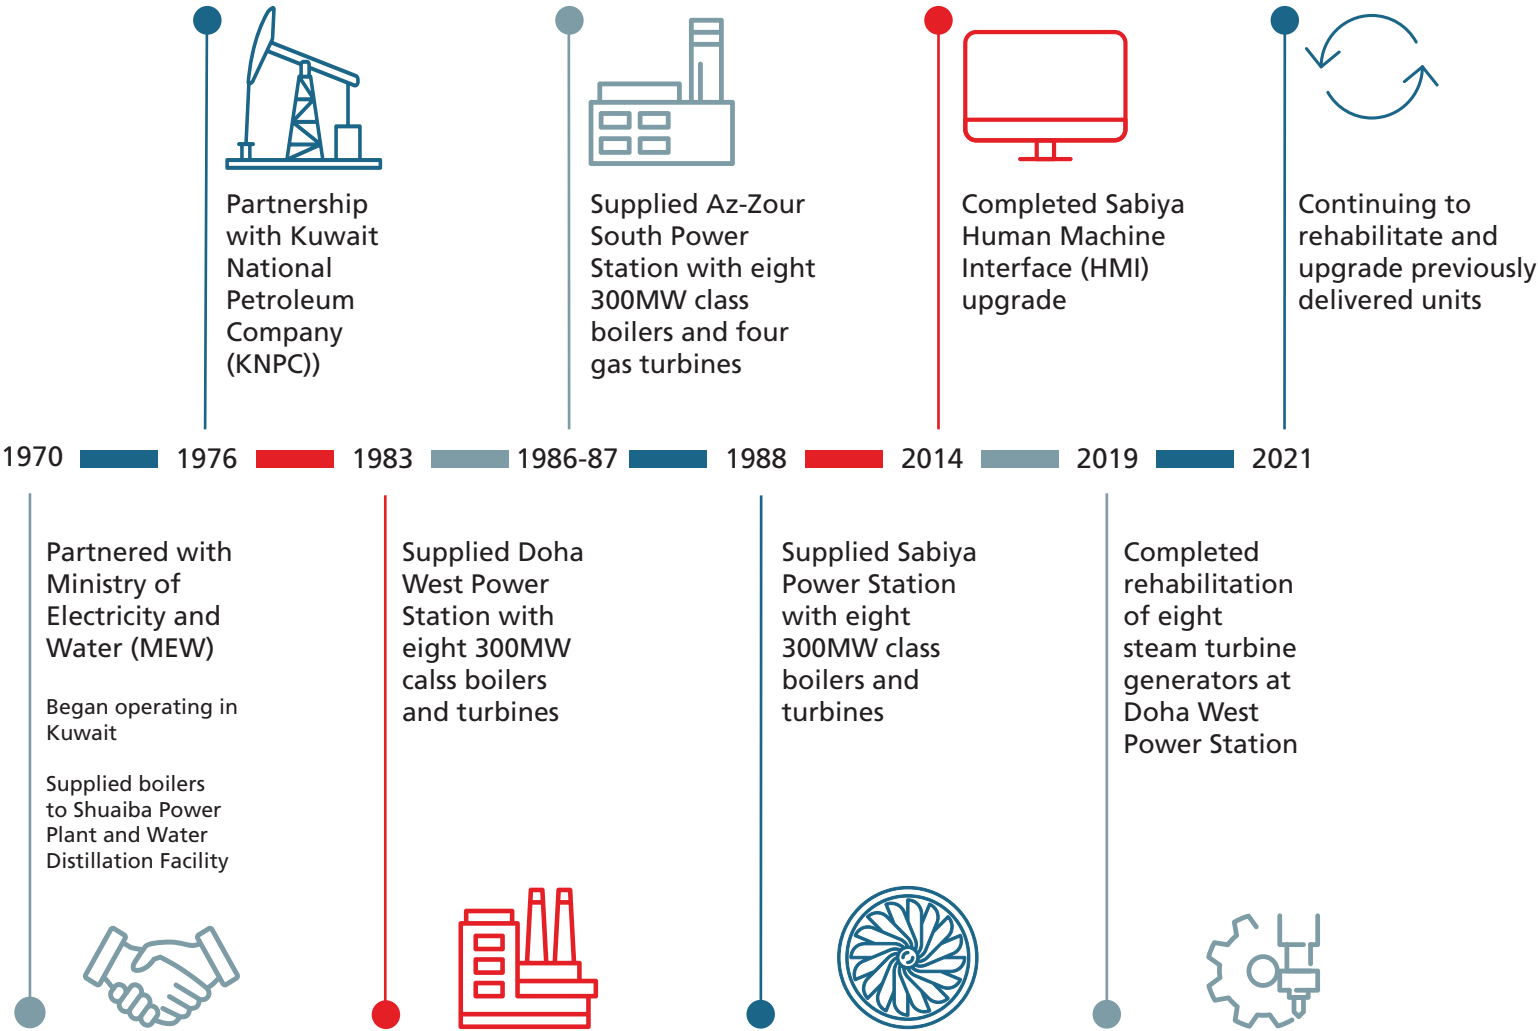 Partnership
with Kuwait
National
Petroleum
Company
(KNPC))
Supplied Az-Zour
South Power
Station with eight
300MW class
boilers and four
gas turbines
Completed Sabiya
Human Machine
Interface (HMI)
upgrade
Continuing to
rehabilitate and
upgrade previously
delivered units
1970 1976 1983 1986-87 1988 2014 2019 2021
Partnered with
Ministry of
Electricity and
Water (MEW)
Began operating in
Kuwait
Supplied boilers
to Shuaiba Power
Plant and Water
Distillation Facility
Supplied Doha
West Power
Station with
eight 300MW
calss boilers
and turbines
Supplied Sabiya
Power Station
with eight
300MW class
boilers and
turbines
Completed
rehabilitation
of eight
steam turbine
generators at
Doha West
Power Station